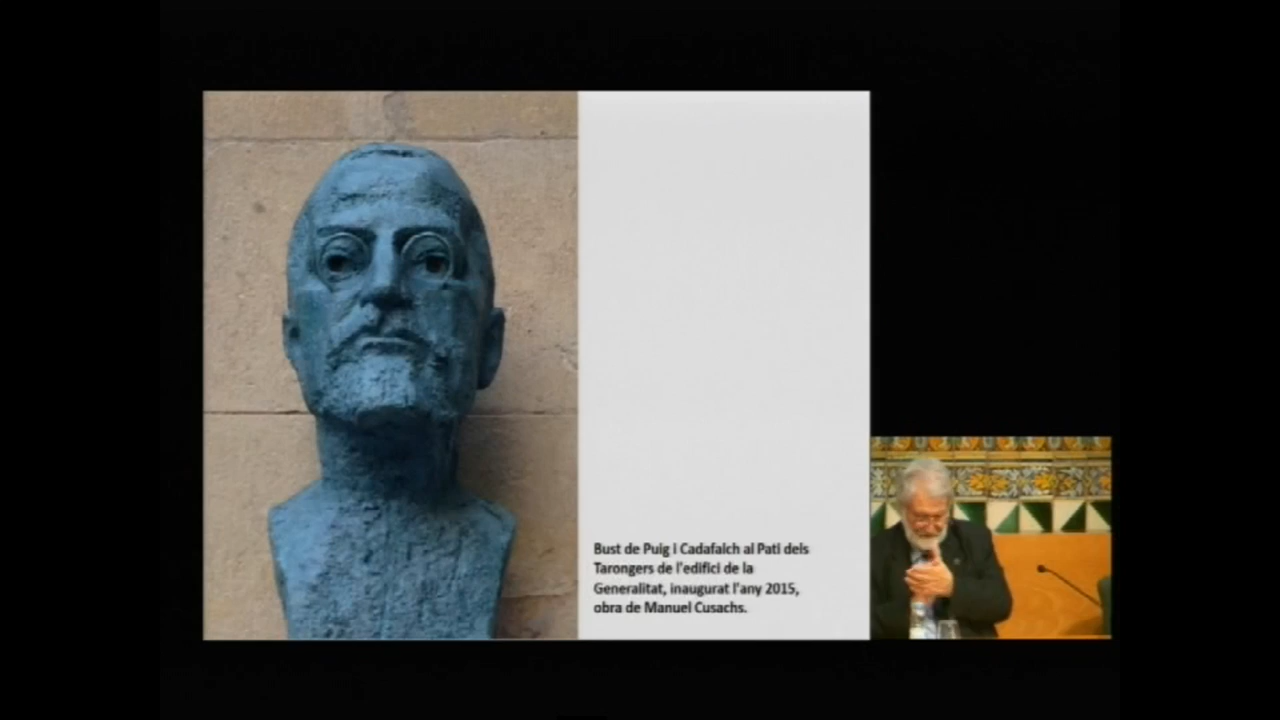 Bust de Puig i Cadafalch al Pati dels
Tarongers de l'edifici de la
Generalitat, inaugurat l'any 2015,
obra de Manuel Cusachs.